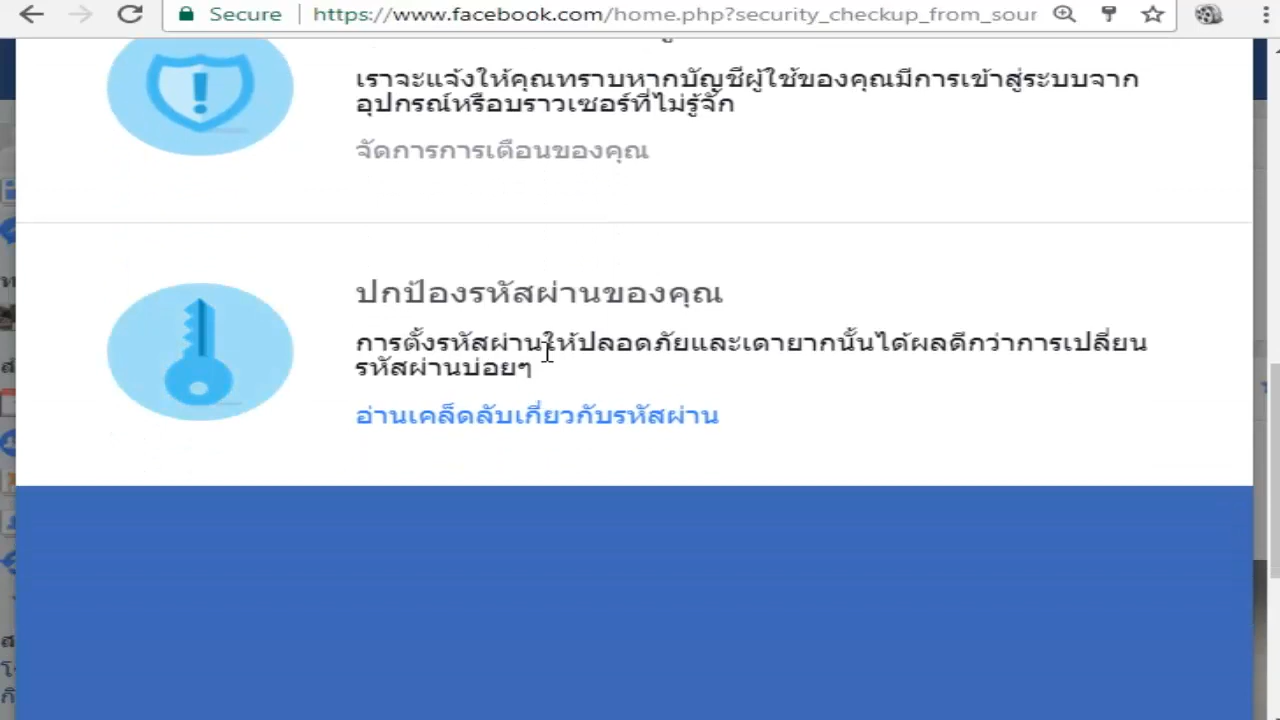 Secure https://www.facebook.com/home.php?security_checkup_from_sour
เราจะแจ้งให้คุณทราบหากบัญชีผู้ใช้ของคุณมีการเข้าสู่ระบบจาก
อุปกรณ์หรือบราวเซอร์ที่ไม่รู้จัก
จัดการการเตือนของคุณ
ปกป้องรหัสผ่านของคุณ
การตั้งรหัสผ่านให้ปลอดภัยและเดายากนั้นได้ผลดีกว่าการเปลี่ยน
รหัสผ่านบ่อยๆ
อ่านเคล็ดลับเกี่ยวกับรหัสผ่าน